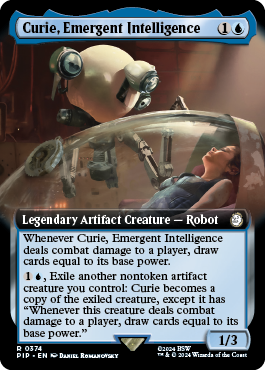 Curie, Emergent Intelligence 1
Legendary Artifact Creature — Robot
Whenever Curie, Emergent Intelligence
deals combat damage to a player, draw
cards equal to its base power.
1, Exile another nontoken artifact
creature you control: Curie becomes a
copy of the exiled creature, except it has
“Whenever this creature deals combat
damage to a player, draw cards equal to
its base power.”
1/3
R 0374
PIP • EN Daniel Romanovsky
©2024 BSW
™ & © 2024 Wizards of the Coast